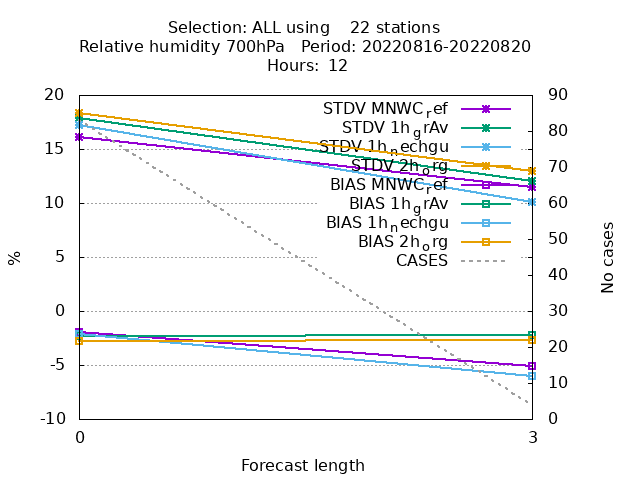 Selection: ALL using 22 stations
Relative humidity 700hPa Period: 20220816-20220820
Hours: 12
20
15
10
5
0
-5
-10
%
90
80
70
60
50
40
30
20
10
0
No cases
STDV MNWC_ref
STDV 1h_grAv
STDV 1h_nechgu
STDV 2h_org
BIAS MNWC_ref
BIAS 1h_grAv
BIAS 1h_nechgu
BIAS 2h_org
CASES
0 3
Forecast length